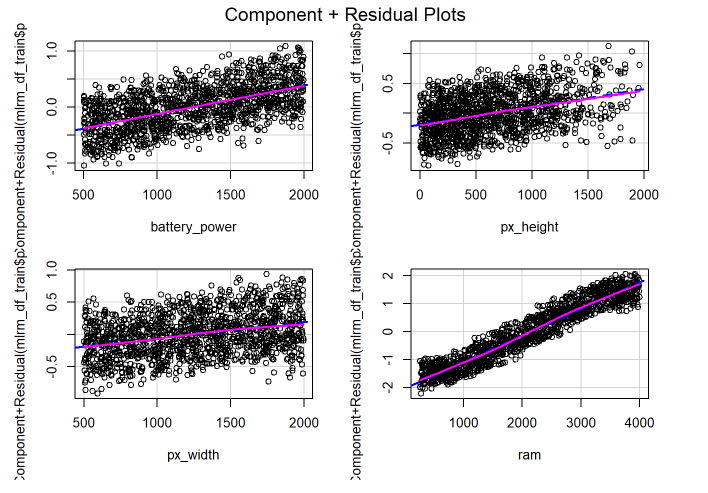 Component + Residual Plots
Component+Residual(mlrm_df_train$p
1.0
0.0
-1.0
500 1000 1500 2000
battery_power
Component+Residual(mlrm_df_train$p
0.5
-0.5
0 500 1000 1500 2000
px_height
Component+Residual(mlrm_df_train$p
1.0
0.5
-0.5
500 1000 1500 2000
px_width
Component+Residual(mlrm_df_train$p
2
1
0
-1
-2
1000 2000 3000 4000
ram